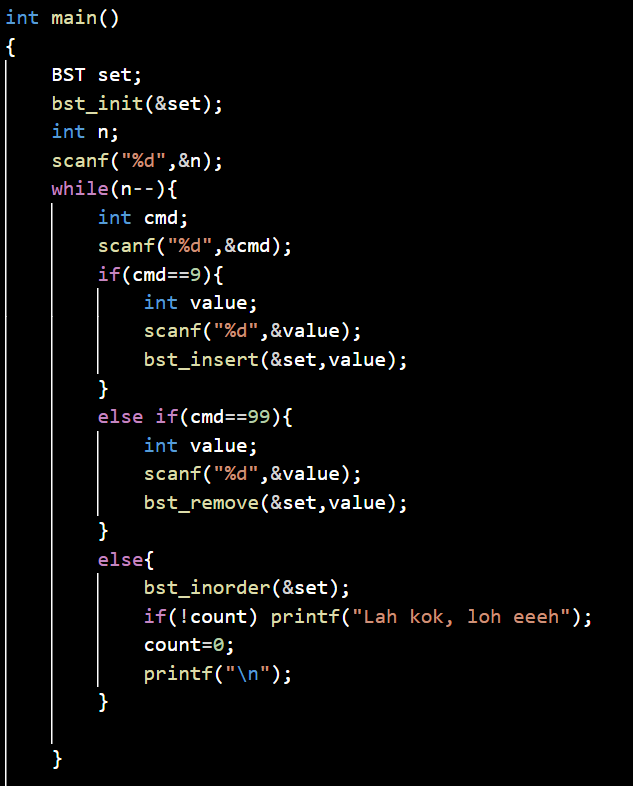 int main()
{
    BST set;
    bst_init(&set);
    int n;
    scanf("%d",&n);
    while(n--){
        int cmd;
        scanf("%d",&cmd);
        if(cmd==9){
            int value;
            scanf("%d",&value);
            bst_insert(&set,value);
        }
        else if(cmd==99){
            int value;
            scanf("%d",&value);
            bst_remove(&set,value);
        }
        else{
            bst_inorder(&set);
            if(!count) printf("Lah kok, loh eeeh");
            count=0;
            printf("\n");
        }
    }